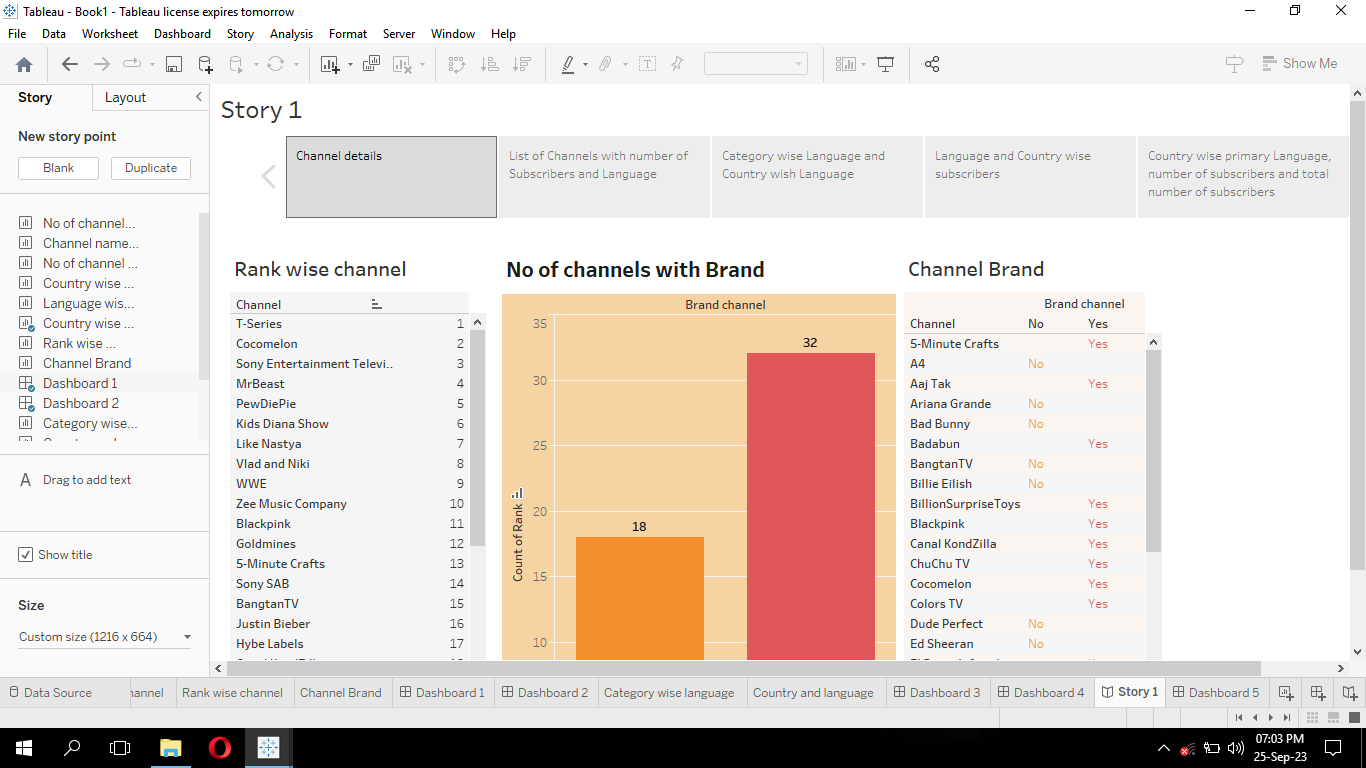 Tableau - Book1 - Tableau license expires tomorrow
File Data Worksheet Dashboard Story Analysis Format Server Window Help
Show Me
Story Layout
New story point
Blank Duplicate
No of channel...
Channel name...
No of channel ...
Country wise ...
Language wis...
Country wise ...
Rank wise ...
Channel Brand
Dashboard 1
Dashboard 2
Category wise...
A Drag to add text
Show title
Size
Custom size (1216 x 664)
Story 1
Channel details
List of Channels with number of
Subscribers and Language
Category wise Language and
Country wish Language
Language and Country wise
subscribers
Country wise primary Language,
number of subscribers and total
number of subscribers
Rank wise channel
Channel
T-Series 1
Cocomelon 2
Sony Entertainment Televi.. 3
MrBeast 4
PewDiePie 5
Kids Diana Show 6
Like Nastya 7
Vlad and Niki 8
WWE 9
Zee Music Company 10
Blackpink 11
Goldmines 12
5-Minute Crafts 13
Sony SAB 14
BangtanTV 15
Justin Bieber 16
Hybe Labels 17
No of channels with Brand
Brand channel
Count of Rank
35
30
25
20
15
10
18
32
Channel Brand
Brand channel
Channel No Yes
5-Minute Crafts Yes
A4 No
Aaj Tak Yes
Ariana Grande No
Bad Bunny No
Badabun Yes
BangtanTV No
Billie Eilish No
BillionSurpriseToys Yes
Blackpink Yes
Canal KondZilla Yes
ChuChu TV Yes
Cocomelon Yes
Colors TV Yes
Dude Perfect No
Ed Sheeran No
Data Source hannel Rank wise channel Channel Brand Dashboard 1 Dashboard 2 Category wise language Country and language Dashboard 3 Dashboard 4 Story 1 Dashboard 5
07:03 PM
25-Sep-23